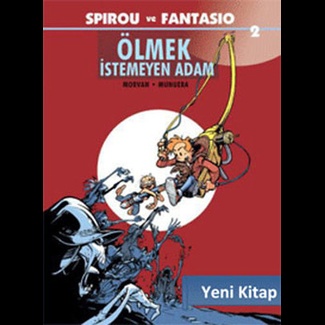 SPIROU ve FANTASIO
2
ÖLMEK
İSTEMEYEN ADAM
MORVAN - MUNUERA
Yeni Kitap